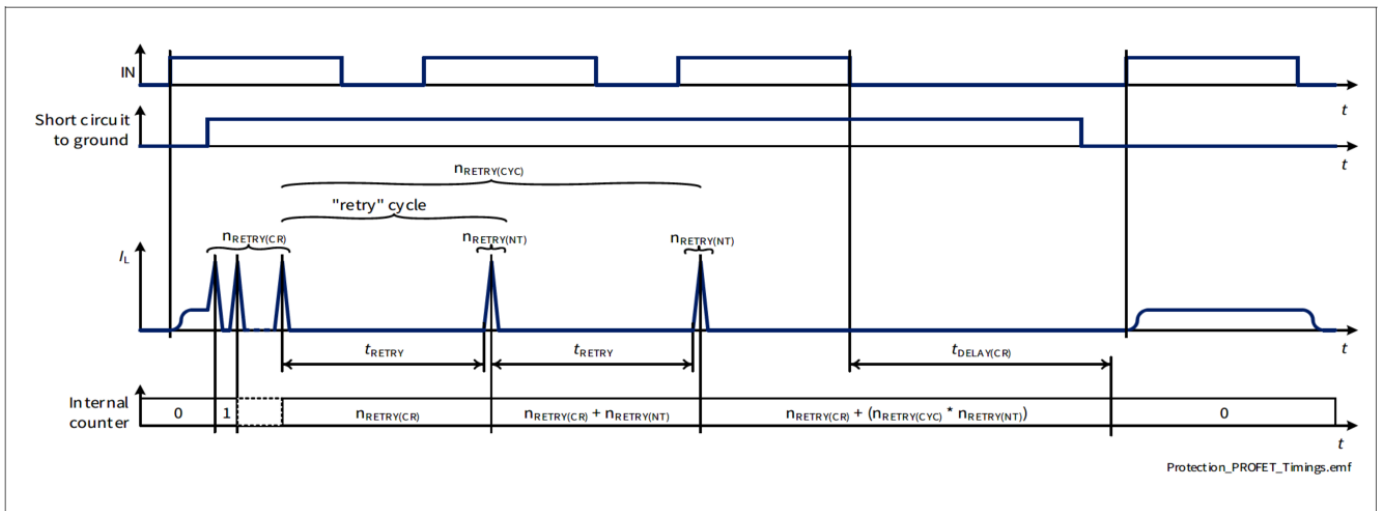 IN
t
Short circuit
to ground
t
nRETRY(CYC)
"retry" cycle
nRETRY(CR)
nRETRY(NT)
nRETRY(NT)
IL
tRETRY
tRETRY
tDELAY(CR)
t
Internal
counter
0
1
nRETRY(CR)
nRETRY(CR) + nRETRY(NT)
nRETRY(CR) + (nRETRY(CYC) * nRETRY(NT))
0
t
Protection_PROFET_Timings.emf